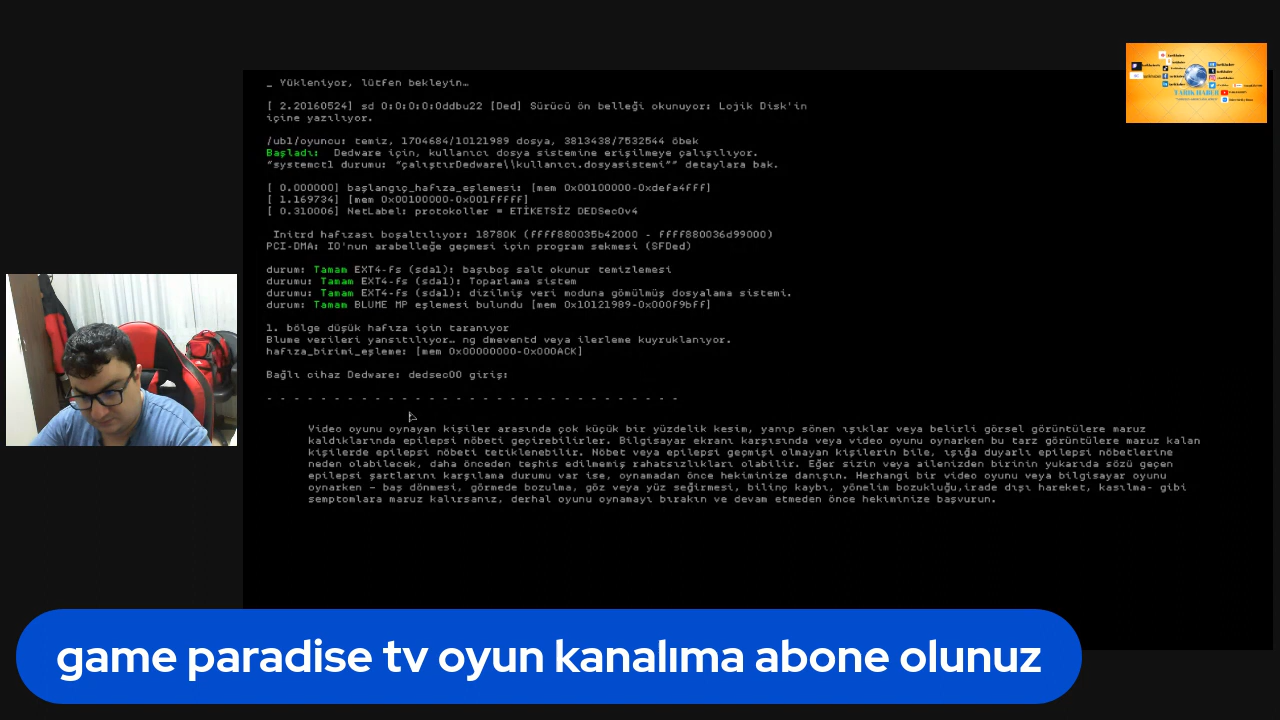 _ Yükleniyor, lütfen bekleyin…
[ 2.20160524] sd 0:0:0:0:0ddbu22 [Ded] Sürücü ön belleği okunuyor: Lojik Disk'in
içine yazılıyor.
/ubl/oyuncu: temiz, 1704684/10121989 dosya, 3813438/7532544 öbek
Başladı: Dedware için, kullanıcı dosya sistemine erişilmeye çalışılıyor.
"systemctl durumu: "çalıştırDedware\\kullanıcı.dosyasistemi"" detaylara bak.
[ 0.000000] başlangıç_hafıza_eşlemesi: [mem 0x00100000-0xdefa4fff]
[ 1.169734] [mem 0x00100000-0x001fffff]
[ 0.310006] NetLabel: protokoller = ETİKETSİZ DEDSecOv4
Initrd hafızası boşaltılıyor: 18780K (ffff880035b42000 - ffff880036d99000)
PCI-DMA: IO'nun arabelleğe geçmesi için program sekmesi (SFDed)
durum: Tamam EXT4-fs (sda1): başıboş salt okunur temizlemesi
durumu: Tamam EXT4-fs (sda1): Toparlama sistem
durumu: Tamam EXT4-fs (sda1): dizilmiş veri moduna gömülmüş dosyalama sistemi.
durum: Tamam BLUME MP eşlemesi bulundu [mem 0x10121989-0x000f9bff]
1. bölge düşük hafıza için taranıyor
Blume verileri yansıtılıyor… ng dmeventd veya ilerleme kuyruklanıyor.
hafıza_birimi_eşleme: [mem 0x00000000-0x000ACK]
Bağlı cihaz Dedware: dedsec00 giriş:
- - - - - - - - - - - - - - - - - - - - - - - - - - - - - - -
Video oyunu oynayan kişiler arasında çok küçük bir yüzdelik kesim, yanıp sönen ışıklar veya belirli görsel görüntülere maruz
kaldıklarında epilepsi nöbeti geçirebilirler. Bilgisayar ekranı karşısında veya video oyunu oynarken bu tarz görüntülere maruz kalan
kişilerde epilepsi nöbeti tetiklenebilir. Nöbet veya epilepsi geçmişi olmayan kişilerin bile, ışığa duyarlı epilepsi nöbetlerine
neden olabilecek, daha önceden teşhis edilmemiş rahatsızlıkları olabilir. Eğer sizin veya ailenizden birinin yukarıda sözü geçen
epilepsi şartlarını karşılama durumu var ise, oynamadan önce hekiminize danışın. Herhangi bir video oyunu veya bilgisayar oyunu
oynarken - baş dönmesi, görmede bozulma, göz veya yüz seğirmesi, bilinç kaybı, yönelim bozukluğu,irade dışı hareket, kasılma- gibi
semptomlara maruz kalırsanız, derhal oyunu oynamayı bırakın ve devam etmeden önce hekiminize başvurun.
TARIK HABER
game paradise tv oyun kanalıma abone olunuz